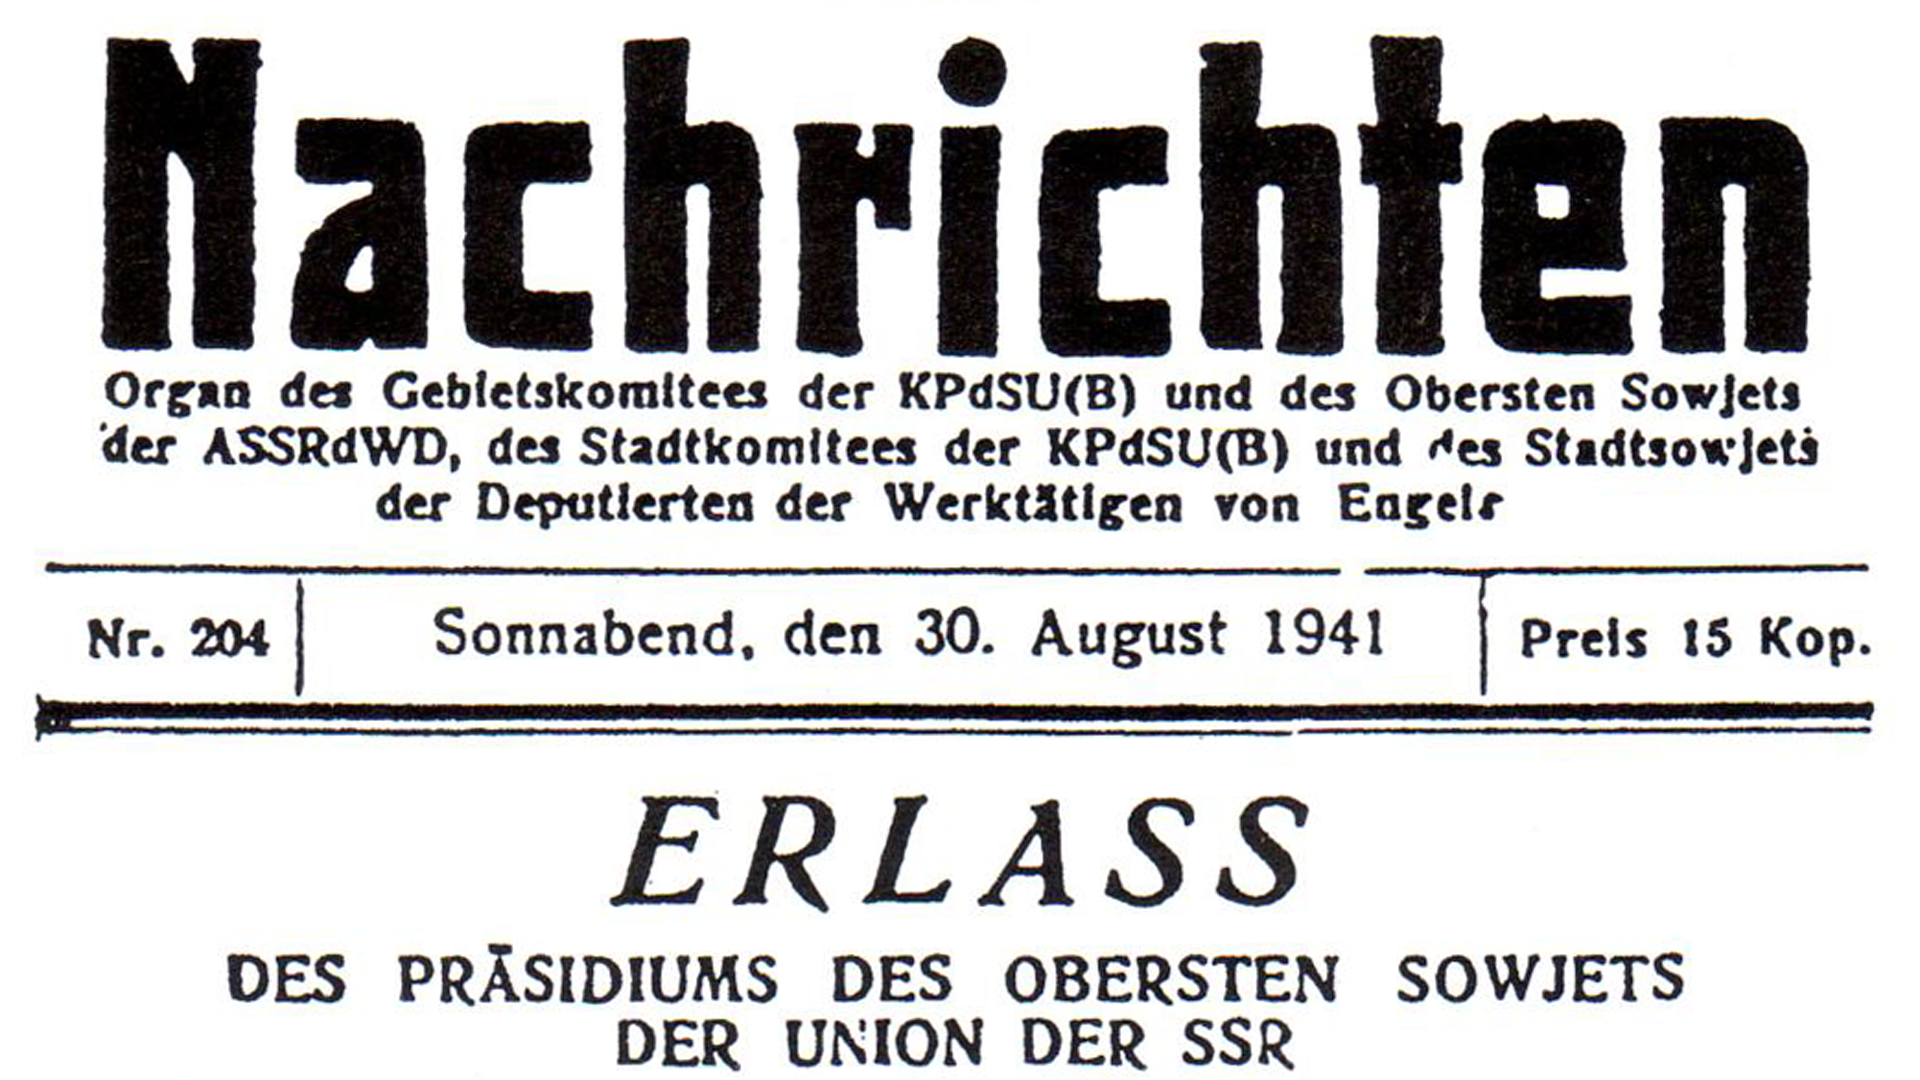 Nachrichten
Organ des Gebietskomitees der KPdSU(B) und des Obersten Sowjets
der ASSRdWD, des Stadtkomitees der KPdSU(B) und des Stadtsowjets
der Deputierten der Werktätigen von Engels
Nr. 204
Sonnabend, den 30. August 1941
Preis 15 Kop.
ERLASS
DES PRÄSIDIUMS DES OBERSTEN SOWJETS
DER UNION DER SSR